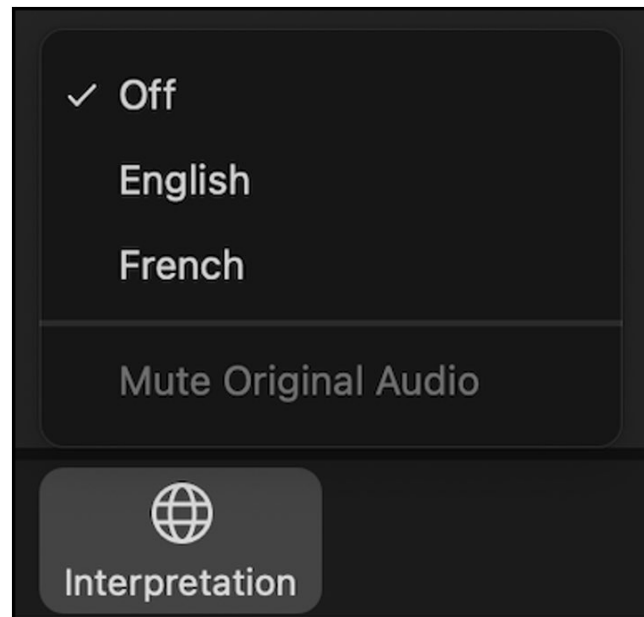 Off
English
French
Mute Original Audio
Interpretation